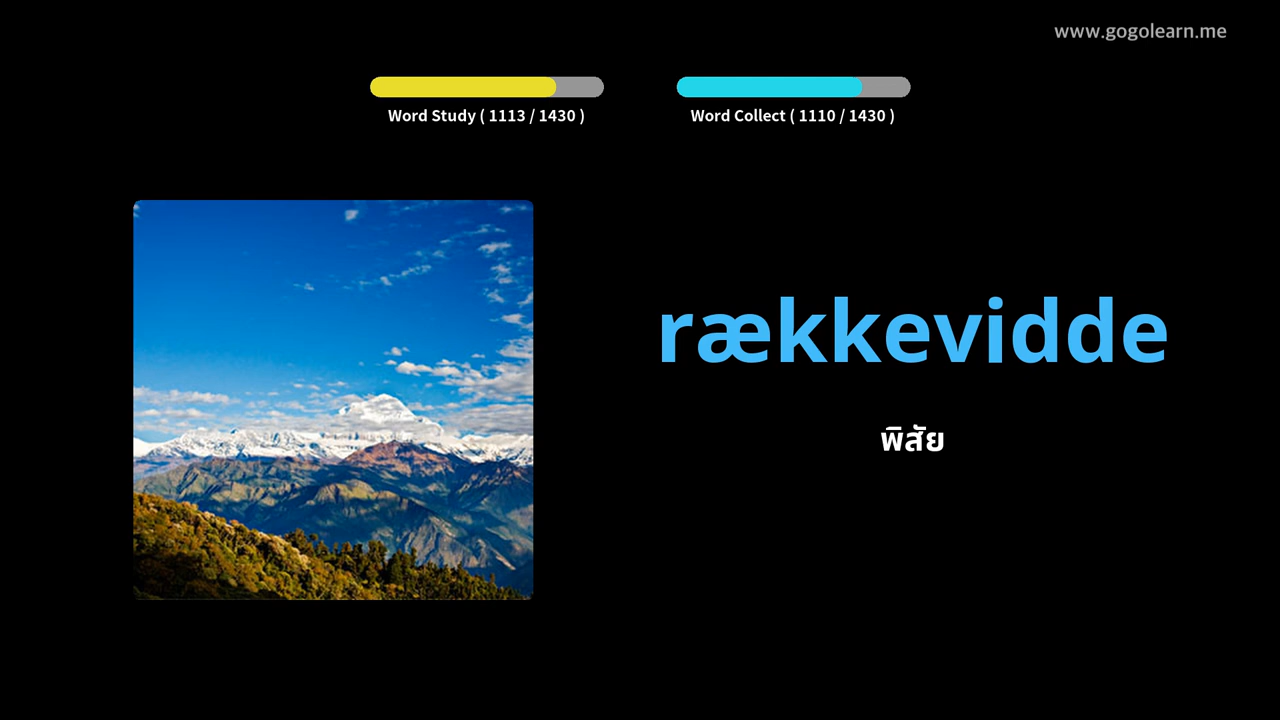 www.gogolearn.me
Word Study ( 1113 / 1430 )
Word Collect ( 1110 / 1430 )
rækkevidde
พิสัย